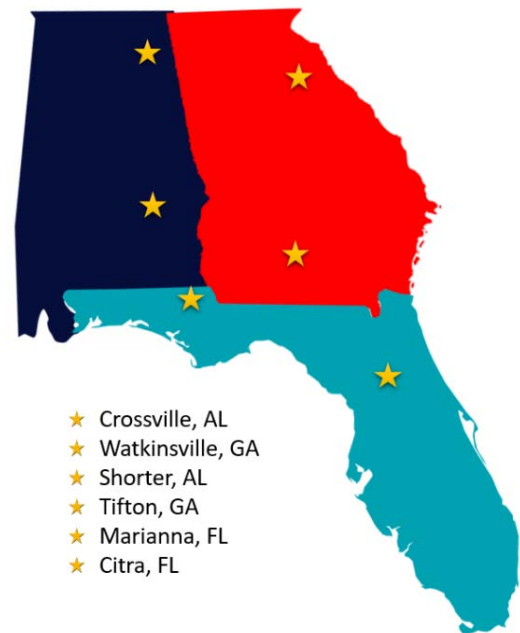 Crossville, AL
Watkinsville, GA
Shorter, AL
Tifton, GA
Marianna, FL
Citra, FL